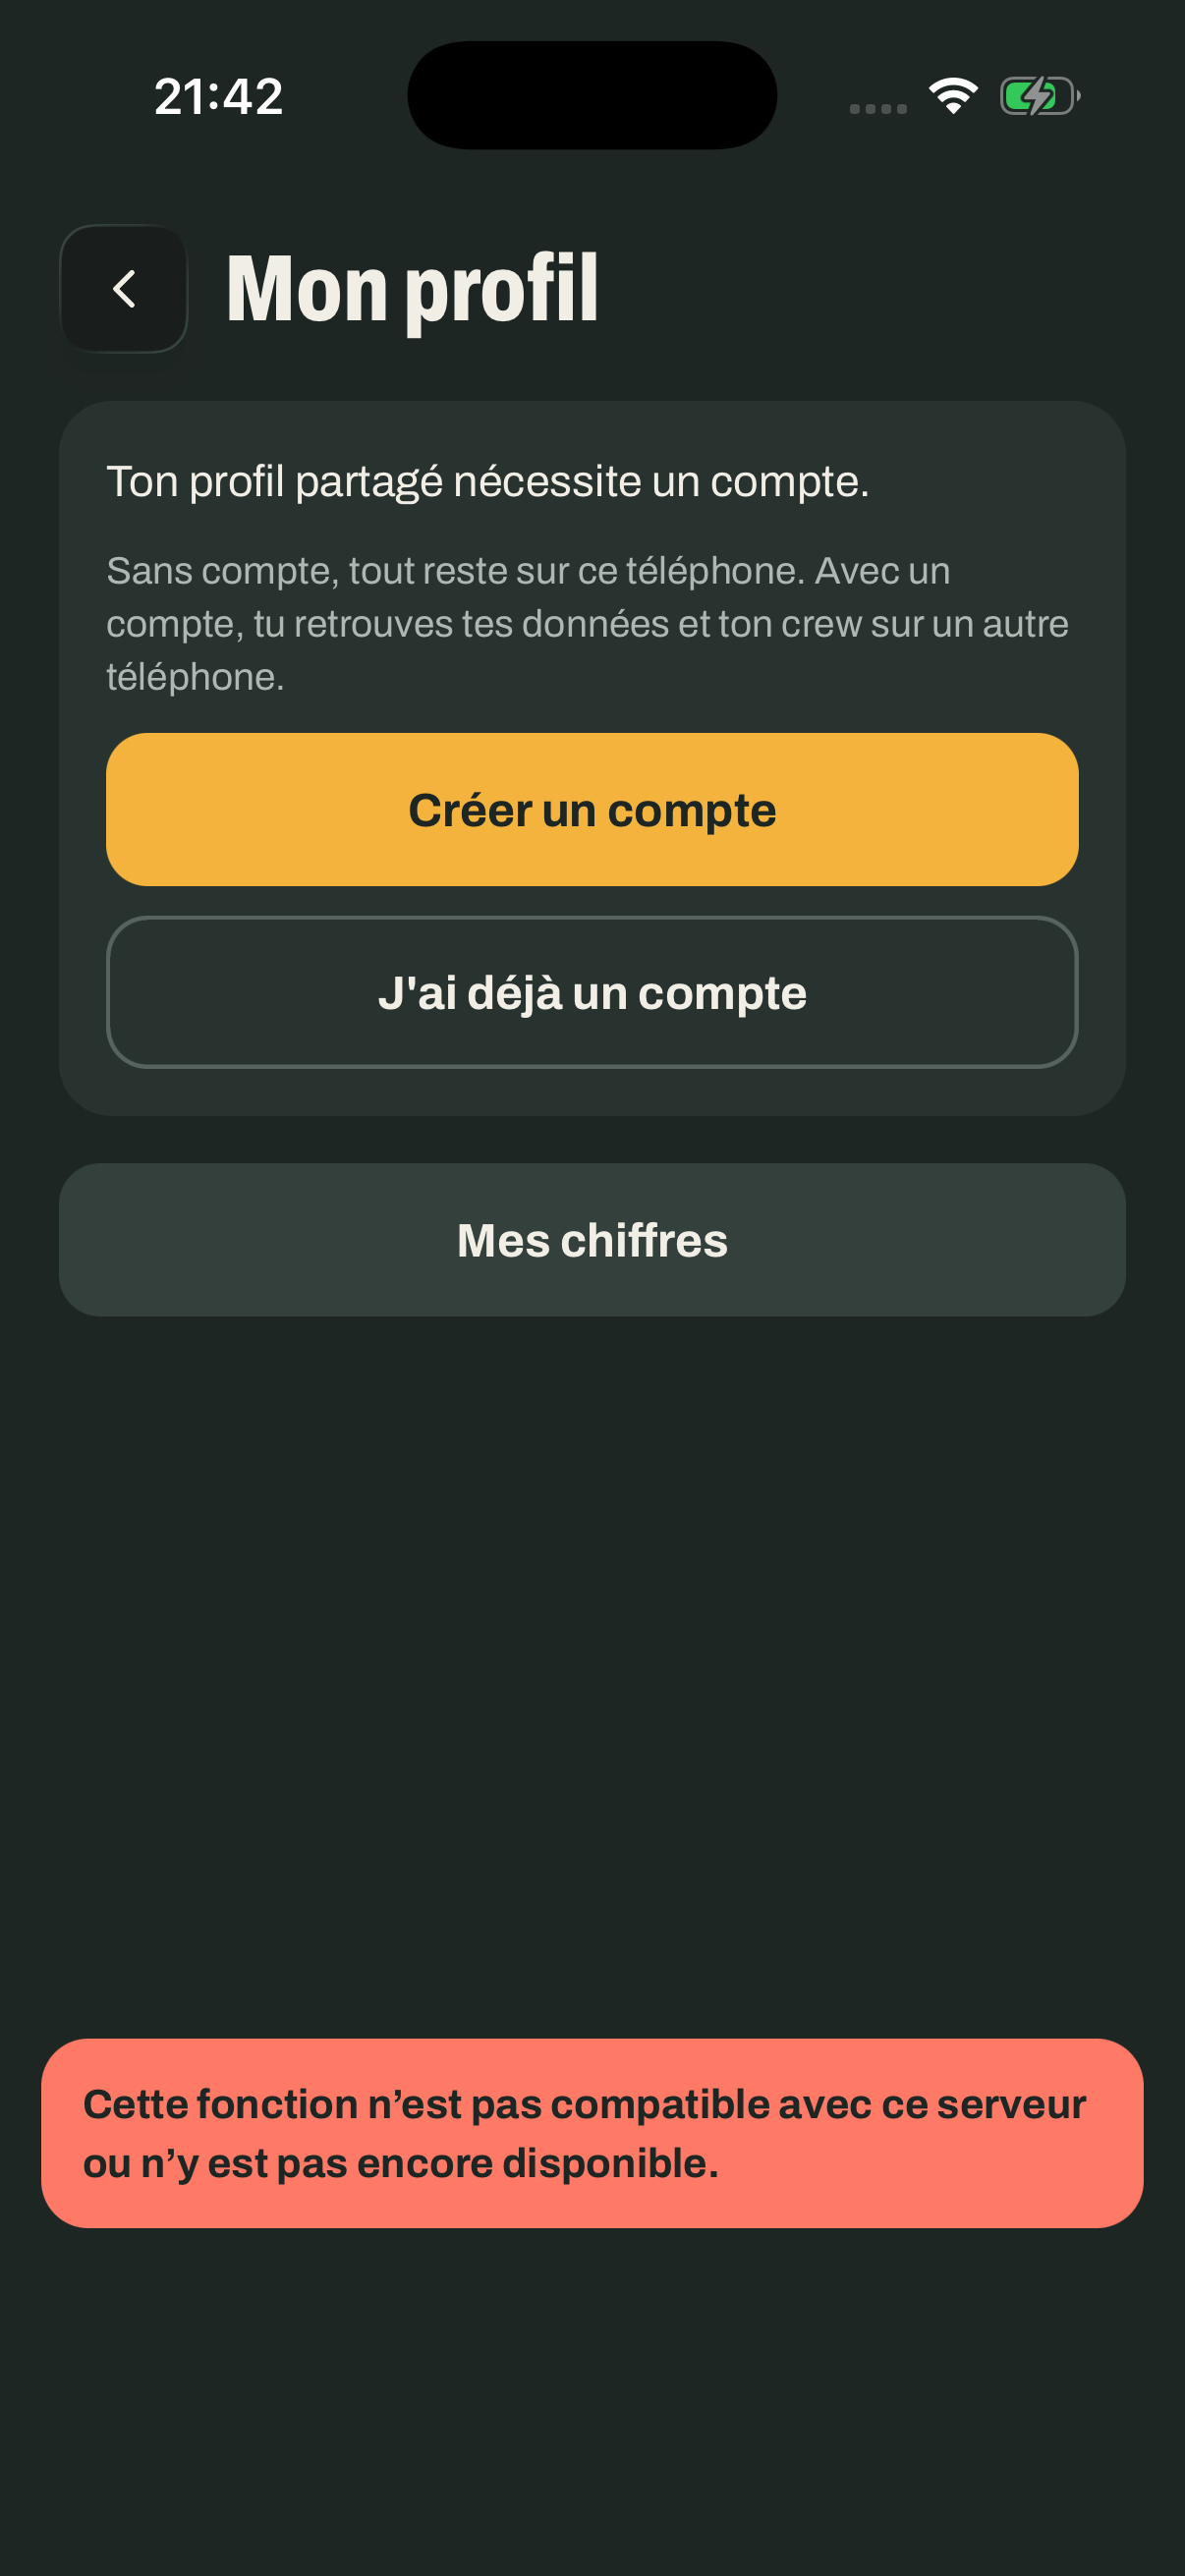 21:42
Mon profil
Ton profil partagé nécessite un compte.
Sans compte, tout reste sur ce téléphone. Avec un
compte, tu retrouves tes données et ton crew sur un autre
téléphone.
Créer un compte
J'ai déjà un compte
Mes chiffres
Cette fonction n’est pas compatible avec ce serveur
ou n’y est pas encore disponible.